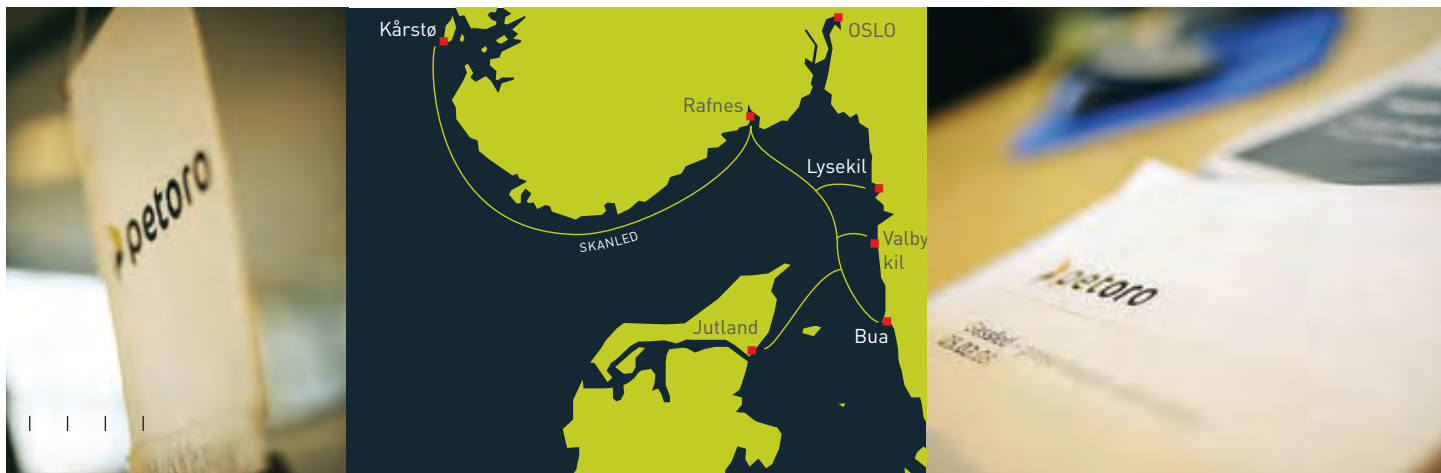 petoro
Kårstø
OSLO
Rafnes
Lysekil
SKANLED
Valby
kil
Jutland
Bua
petoro